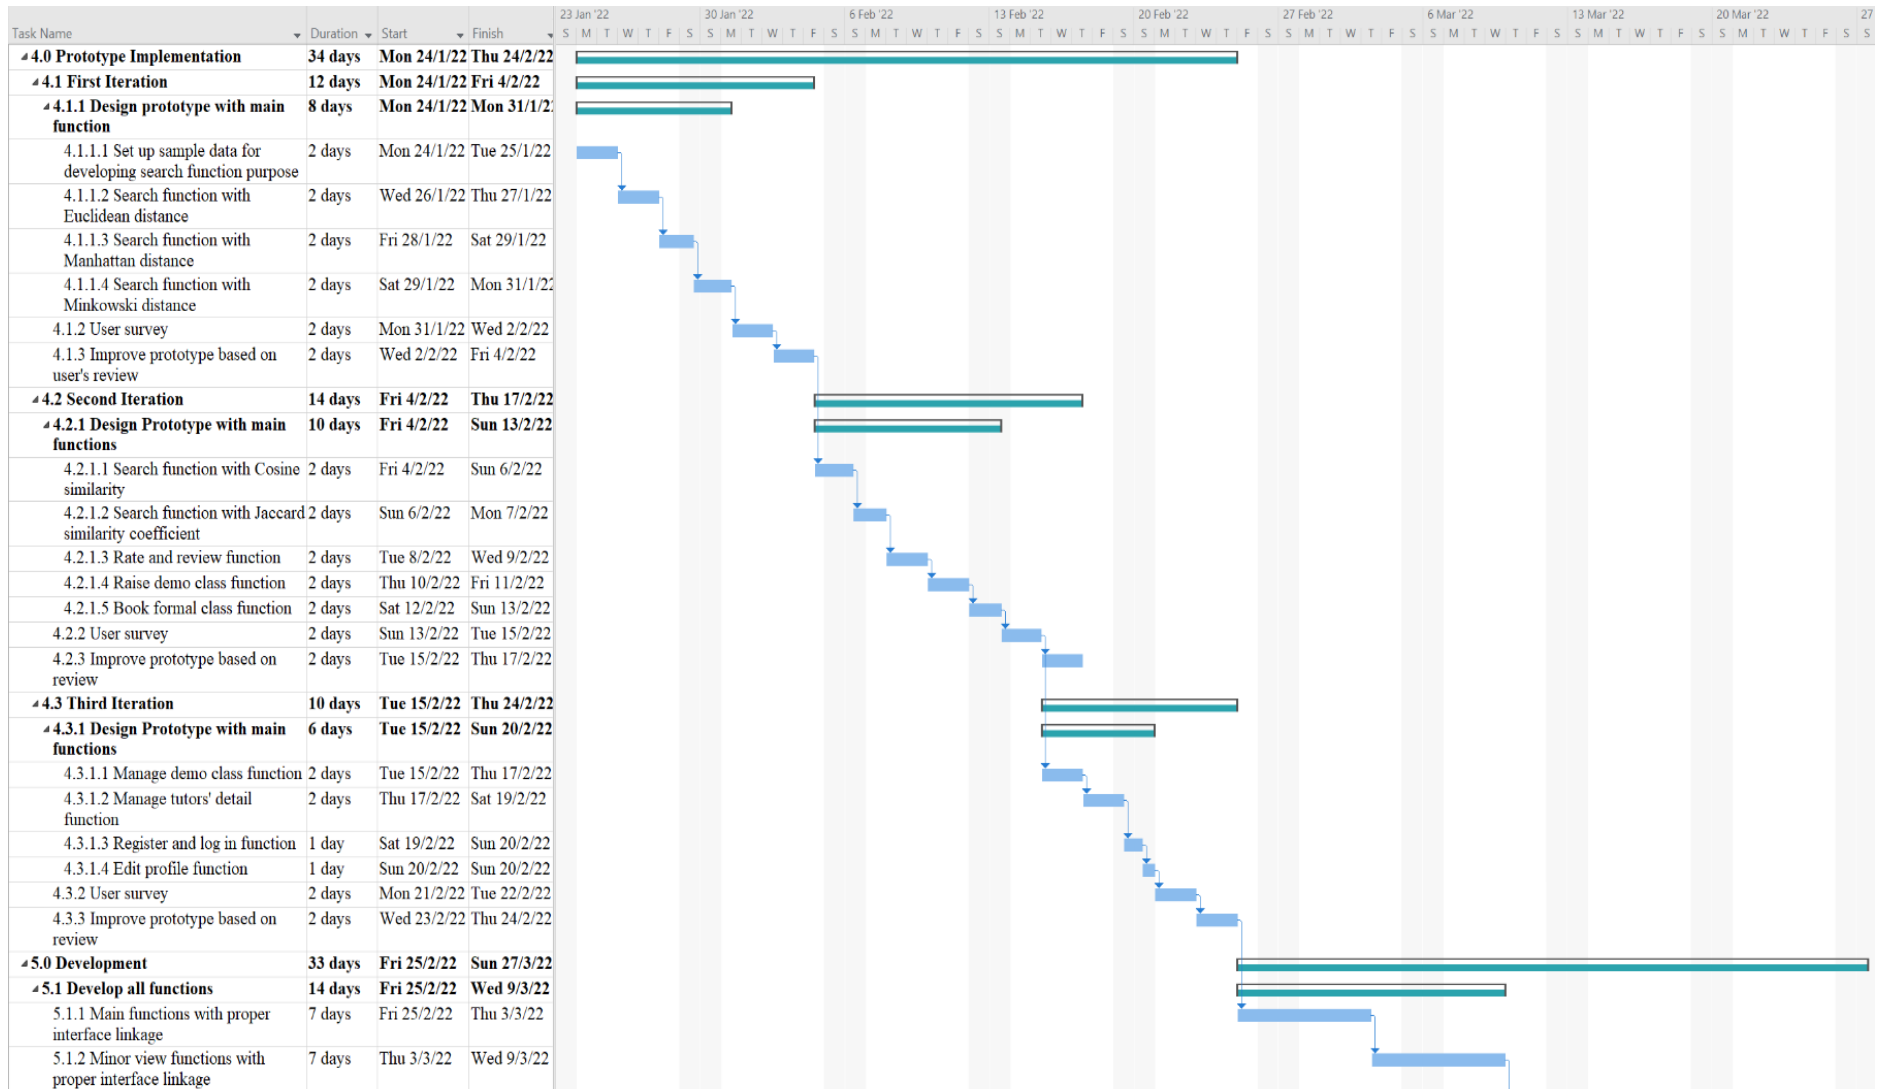 23 Jan '22 30 Jan '22 6 Feb '22 13 Feb '22 20 Feb '22 27 Feb '22 6 Mar '22 13 Mar '22 20 Mar '22 27
Task Name Duration Start Finish S M T W T F S S M T W T F S S M T W T F S S M T W T F S S M T W T F S S M T W T F S S M T W T F S S M T W T F S S M T W T F S S
4.0 Prototype Implementation 34 days Mon 24/1/22 Thu 24/2/22
4.1 First Iteration 12 days Mon 24/1/22 Fri 4/2/22
4.1.1 Design prototype with main 8 days Mon 24/1/22 Mon 31/1/2
function
4.1.1.1 Set up sample data for 2 days Mon 24/1/22 Tue 25/1/22
developing search function purpose
4.1.1.2 Search function with 2 days Wed 26/1/22 Thu 27/1/22
Euclidean distance
4.1.1.3 Search function with 2 days Fri 28/1/22 Sat 29/1/22
Manhattan distance
4.1.1.4 Search function with 2 days Sat 29/1/22 Mon 31/1/22
Minkowski distance
4.1.2 User survey 2 days Mon 31/1/22 Wed 2/2/22
4.1.3 Improve prototype based on 2 days Wed 2/2/22 Fri 4/2/22
user's review
4.2 Second Iteration 14 days Fri 4/2/22 Thu 17/2/22
4.2.1 Design Prototype with main 10 days Fri 4/2/22 Sun 13/2/22
functions
4.2.1.1 Search function with Cosine 2 days Fri 4/2/22 Sun 6/2/22
similarity
4.2.1.2 Search function with Jaccard 2 days Sun 6/2/22 Mon 7/2/22
similarity coefficient
4.2.1.3 Rate and review function 2 days Tue 8/2/22 Wed 9/2/22
4.2.1.4 Raise demo class function 2 days Thu 10/2/22 Fri 11/2/22
4.2.1.5 Book formal class function 2 days Sat 12/2/22 Sun 13/2/22
4.2.2 User survey 2 days Sun 13/2/22 Tue 15/2/22
4.2.3 Improve prototype based on 2 days Tue 15/2/22 Thu 17/2/22
review
4.3 Third Iteration 10 days Tue 15/2/22 Thu 24/2/22
4.3.1 Design Prototype with main 6 days Tue 15/2/22 Sun 20/2/22
functions
4.3.1.1 Manage demo class function 2 days Tue 15/2/22 Thu 17/2/22
4.3.1.2 Manage tutors' detail 2 days Thu 17/2/22 Sat 19/2/22
function
4.3.1.3 Register and log in function 1 day Sat 19/2/22 Sun 20/2/22
4.3.1.4 Edit profile function 1 day Sun 20/2/22 Sun 20/2/22
4.3.2 User survey 2 days Mon 21/2/22 Tue 22/2/22
4.3.3 Improve prototype based on 2 days Wed 23/2/22 Thu 24/2/22
review
5.0 Development 33 days Fri 25/2/22 Sun 27/3/22
5.1 Develop all functions 14 days Fri 25/2/22 Wed 9/3/22
5.1.1 Main functions with proper 7 days Fri 25/2/22 Thu 3/3/22
interface linkage
5.1.2 Minor view functions with 7 days Thu 3/3/22 Wed 9/3/22
proper interface linkage